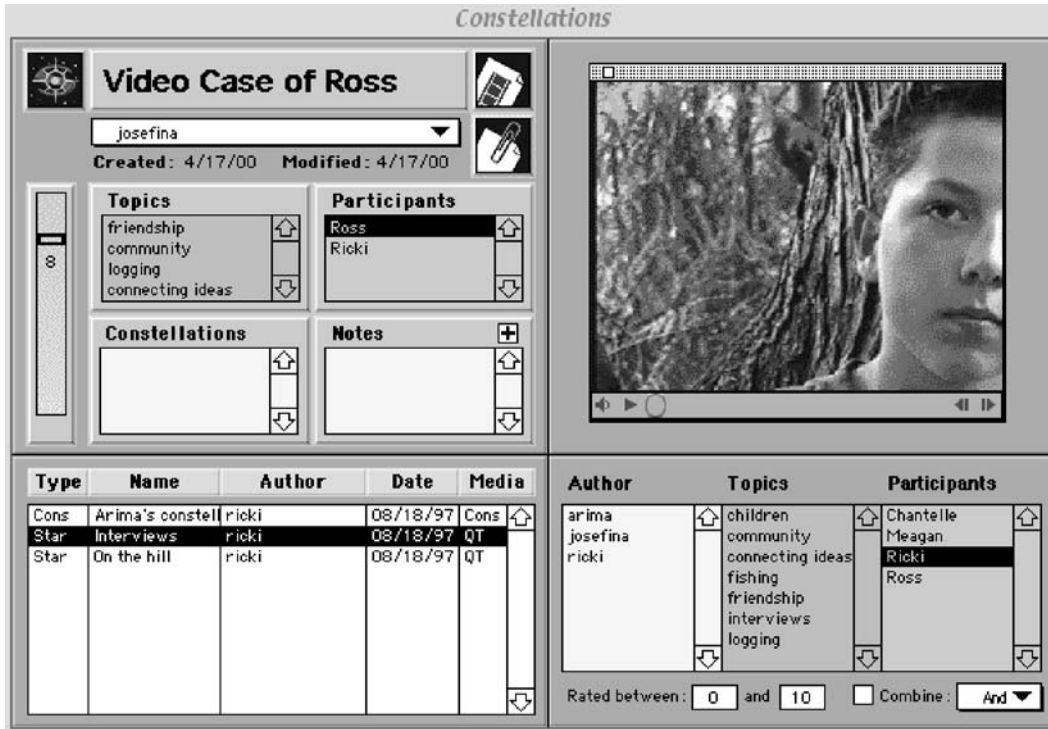 Constellations
Video Case of Ross
josefina
Created: 4/17/00 Modified: 4/17/00
8
Topics
friendship
community
logging
connecting ideas
Participants
Ross
Ricki
Constellations
Notes
Type Name Author Date Media
Cons Arima's constell ricki 08/18/97 Cons
Star Interviews ricki 08/18/97 QT
Star On the hill ricki 08/18/97 QT
Author
arima
josefina
ricki
Topics
children
community
connecting ideas
fishing
friendship
interviews
logging
Participants
Chantelle
Meagan
Ricki
Ross
Rated between: 0 and 10 Combine: And